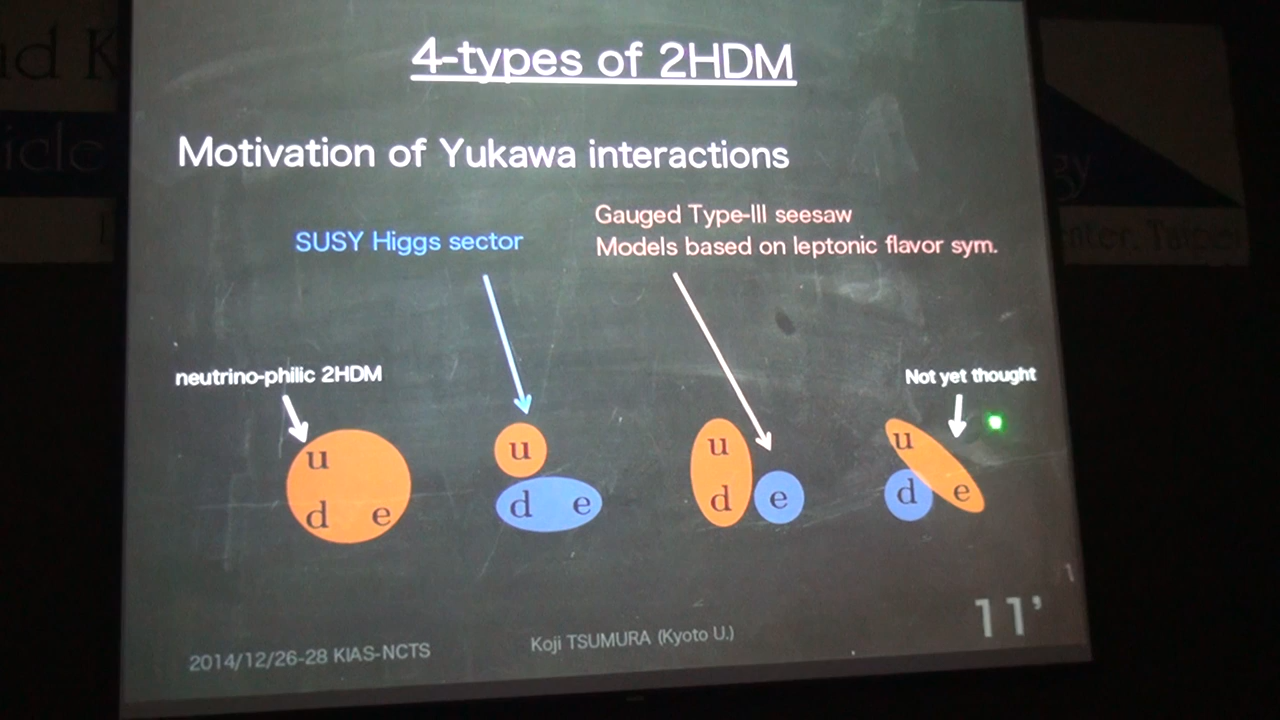 4-types of 2HDM
Motivation of Yukawa interactions
Gauged Type-III seesaw
SUSY Higgs sector
Models based on leptonic flavor sym.
neutrino-philic 2HDM
Not yet thought
u
d e
u
d e
u
d e
u
d e
11’
2014/12/26-28 KIAS-NCTS
Koji TSUMURA (Kyoto U.)